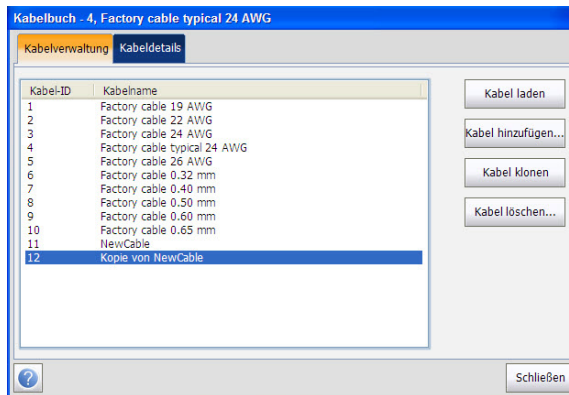 Kabelbuch - 4, Factory cable typical 24 AWG
Kabelverwaltung Kabeldetails
Kabel-ID Kabelname
1 Factory cable 19 AWG
2 Factory cable 22 AWG
3 Factory cable 24 AWG
4 Factory cable typical 24 AWG
5 Factory cable 26 AWG
6 Factory cable 0.32 mm
7 Factory cable 0.40 mm
8 Factory cable 0.50 mm
9 Factory cable 0.60 mm
10 Factory cable 0.65 mm
11 NewCable
12 Kopie von NewCable
Kabel laden
Kabel hinzufügen...
Kabel klonen
Kabel löschen...
?
Schließen